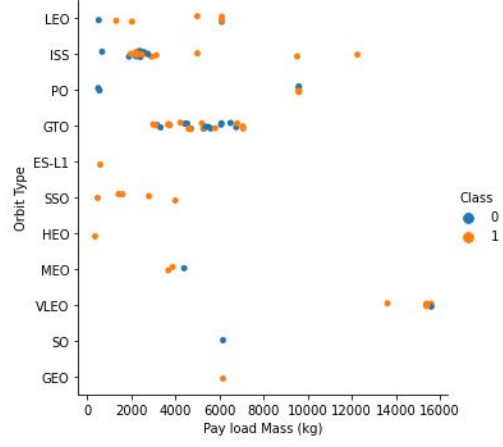 LEO
ISS
PO
GTO
ES-L1
SSO
HEO
MEO
VLEO
SO
GEO
Orbit Type
0 2000 4000 6000 8000 10000 12000 14000 16000
Pay load Mass (kg)
Class
0
1